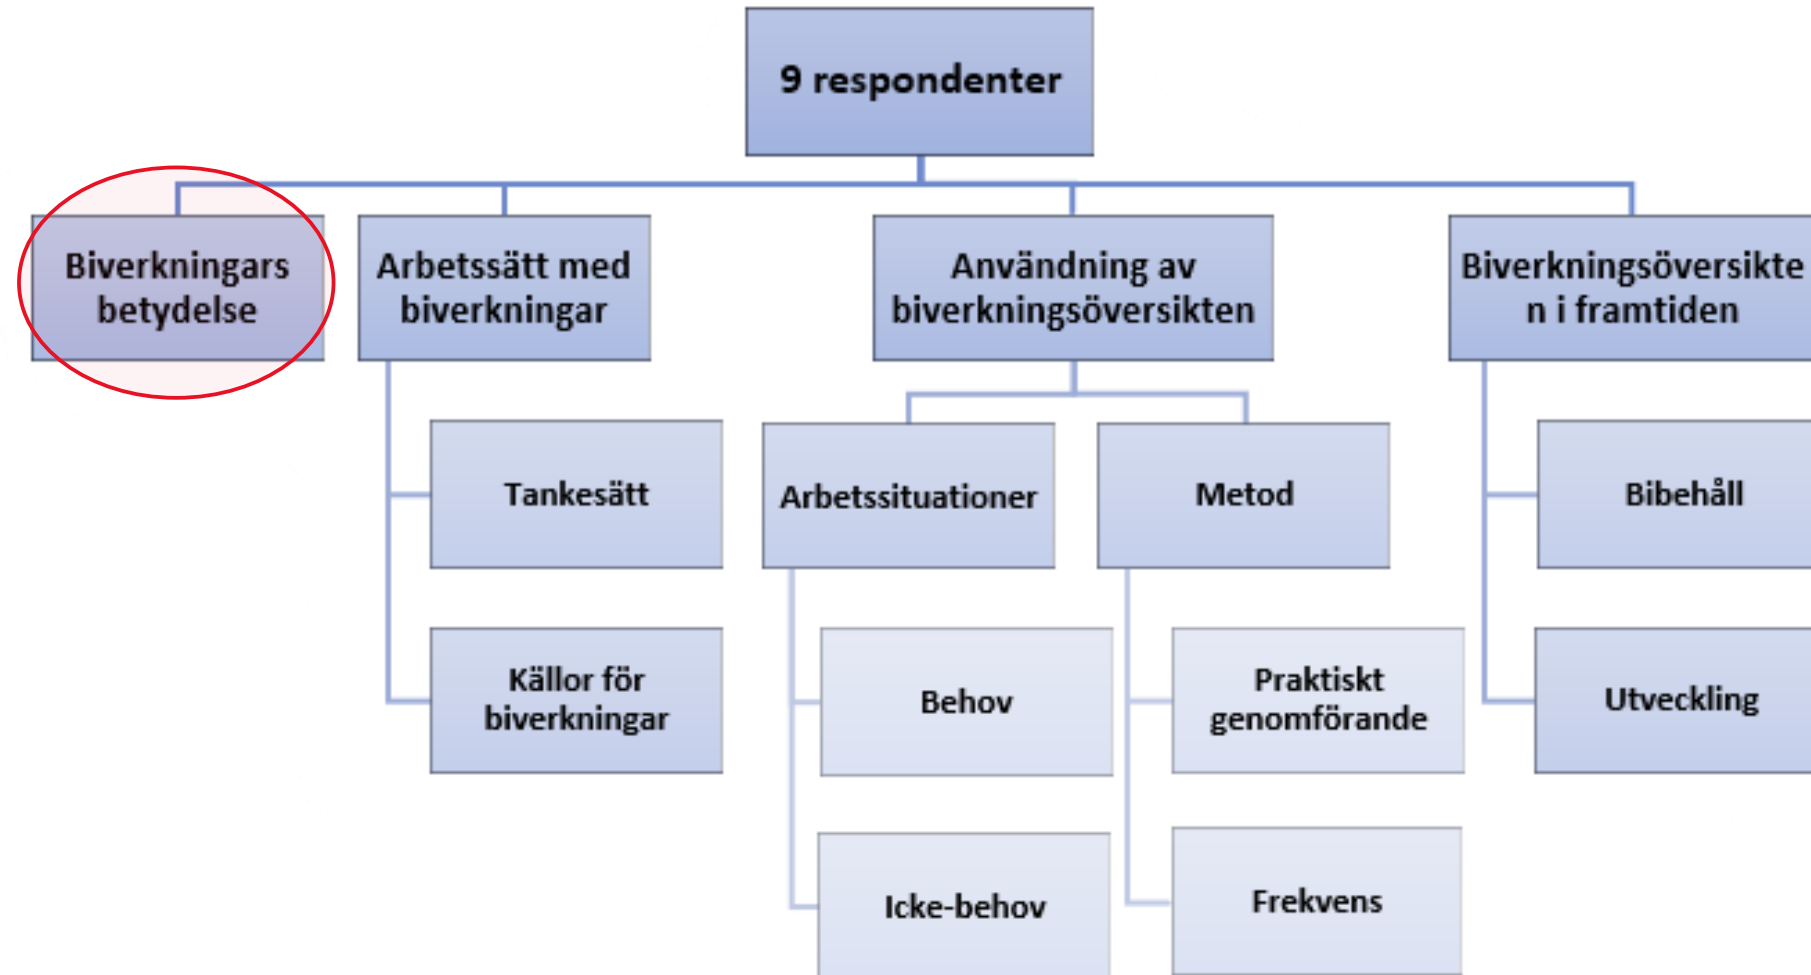 9 respondenter
Biverkningars
betydelse
Arbetssätt med
biverkningar
Användning av
biverkningsöversikten
Biverkningsöversikte
n i framtiden
Tankesätt
Arbetssituationer
Metod
Bibehåll
Källor för
biverkningar
Behov
Praktiskt
genomförande
Utveckling
Icke-behov
Frekvens